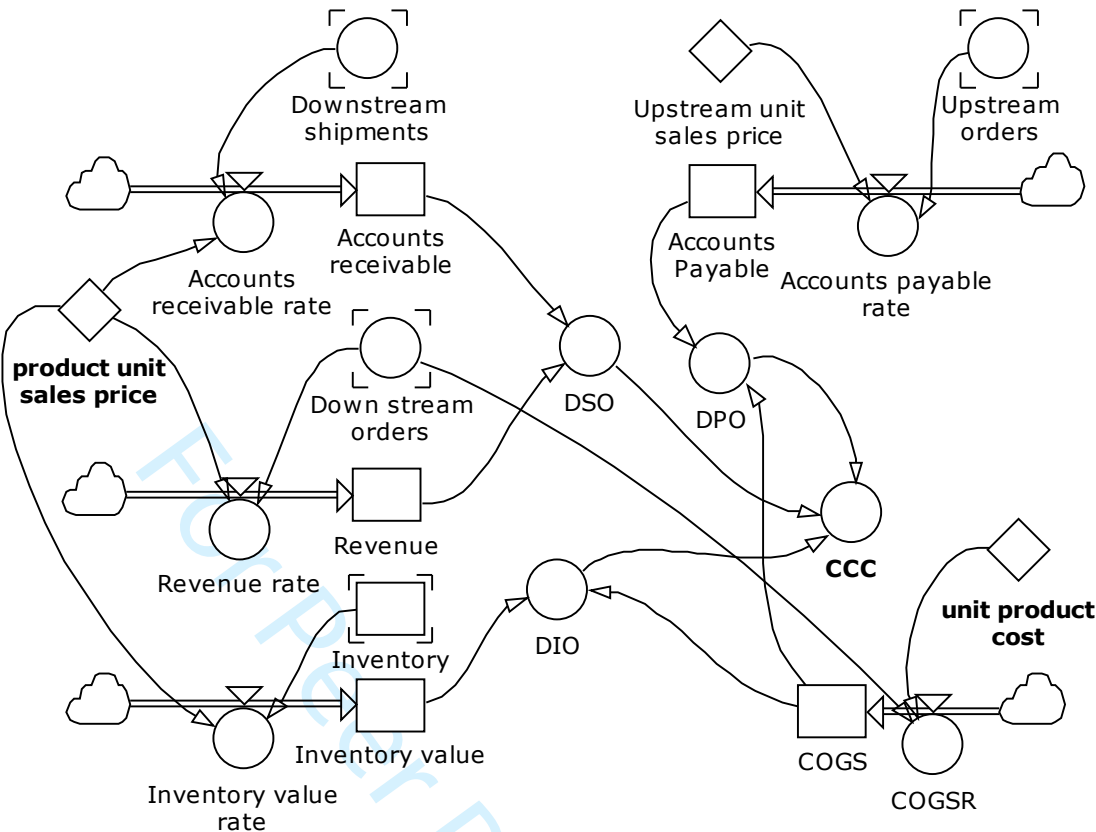 Downstream
shipments
Upstream unit
sales price
Upstream
orders
Accounts
receivable
Accounts
Payable
Accounts
receivable rate
Accounts payable
rate
product unit
sales price
Down stream
orders
DSO
DPO
Revenue
CCC
Revenue rate
unit product
cost
Inventory
DIO
Inventory value
COGS
Inventory value
rate
COGSR
For Peer